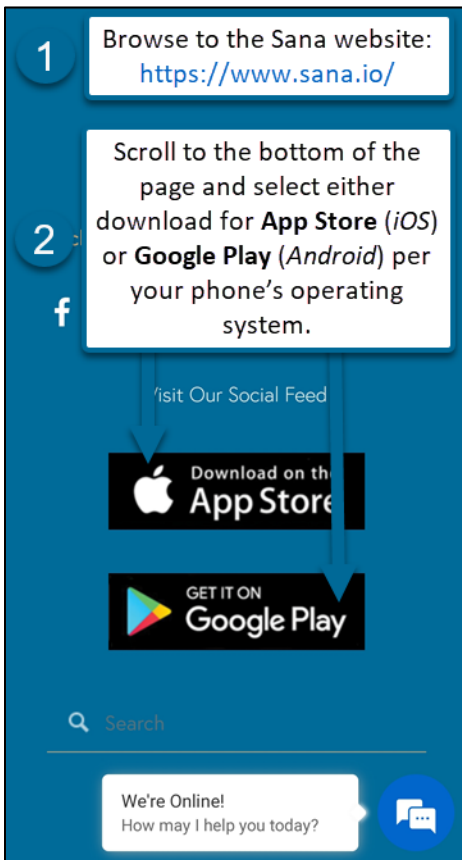 1
Browse to the Sana website:
https://www.sana.io/
2
Scroll to the bottom of the
page and select either
download for App Store (iOS)
or Google Play (Android) per
your phone’s operating
system.
f
Visit Our Social Feed
Download on the
App Store
GET IT ON
Google Play
Search
We're Online!
How may I help you today?